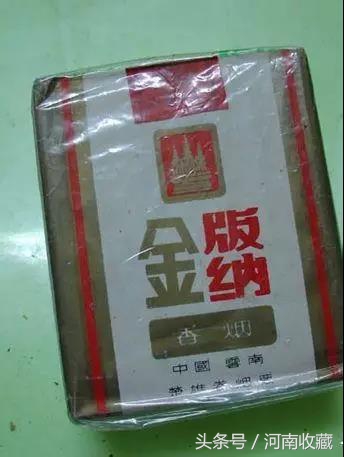 金版纳
香烟
中國 雲南
楚雄卷烟廠
头条号／河南收藏